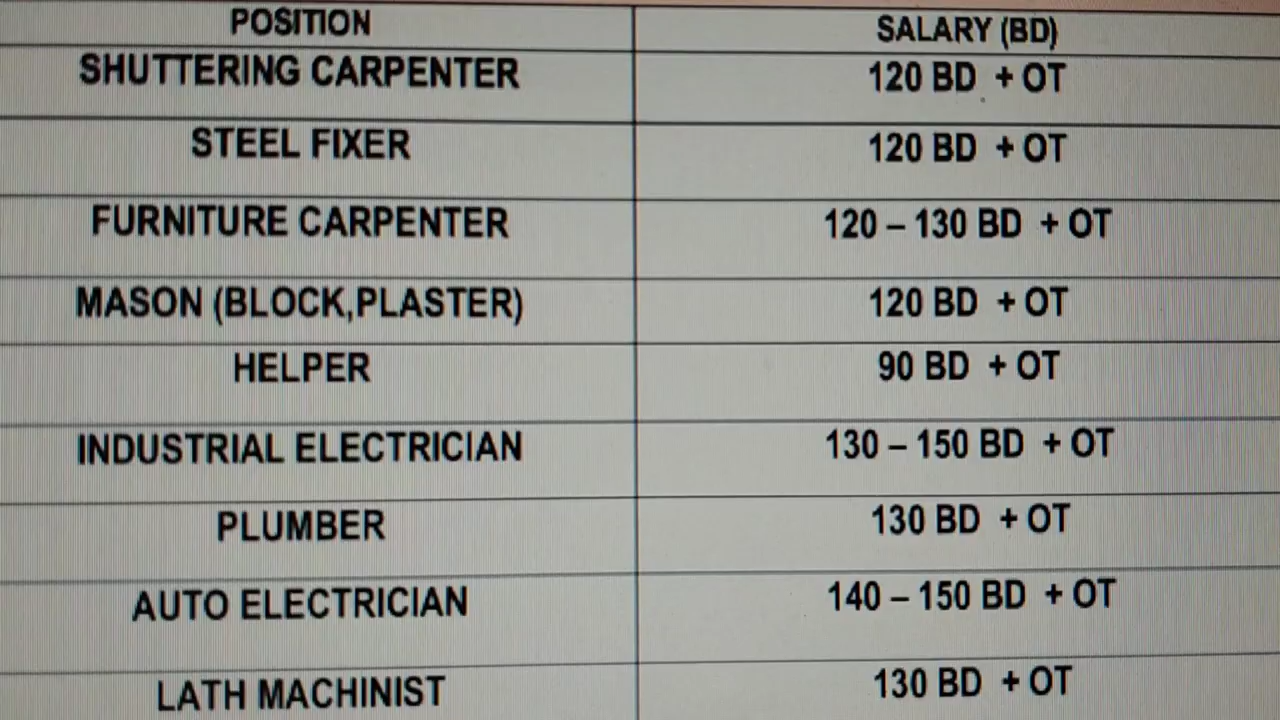 POSITION SALARY (BD)
SHUTTERING CARPENTER 120 BD + OT
STEEL FIXER 120 BD + OT
FURNITURE CARPENTER 120 – 130 BD + OT
MASON (BLOCK,PLASTER) 120 BD + OT
HELPER 90 BD + OT
INDUSTRIAL ELECTRICIAN 130 – 150 BD + OT
PLUMBER 130 BD + OT
AUTO ELECTRICIAN 140 – 150 BD + OT
LATH MACHINIST 130 BD + OT